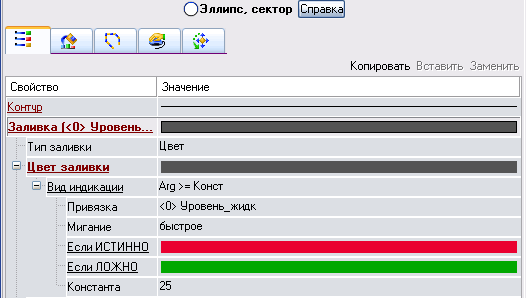 Эллипс, сектор Справка
Копировать Вставить Заменить
Свойство Значение
Контур
Заливка (<0> Уровень...
Тип заливки Цвет
Цвет заливки
Вид индикации Arg >= Конст
Привязка <0> Уровень_жидк
Мигание быстрое
Если ИСТИННО
Если ЛОЖНО
Константа 25